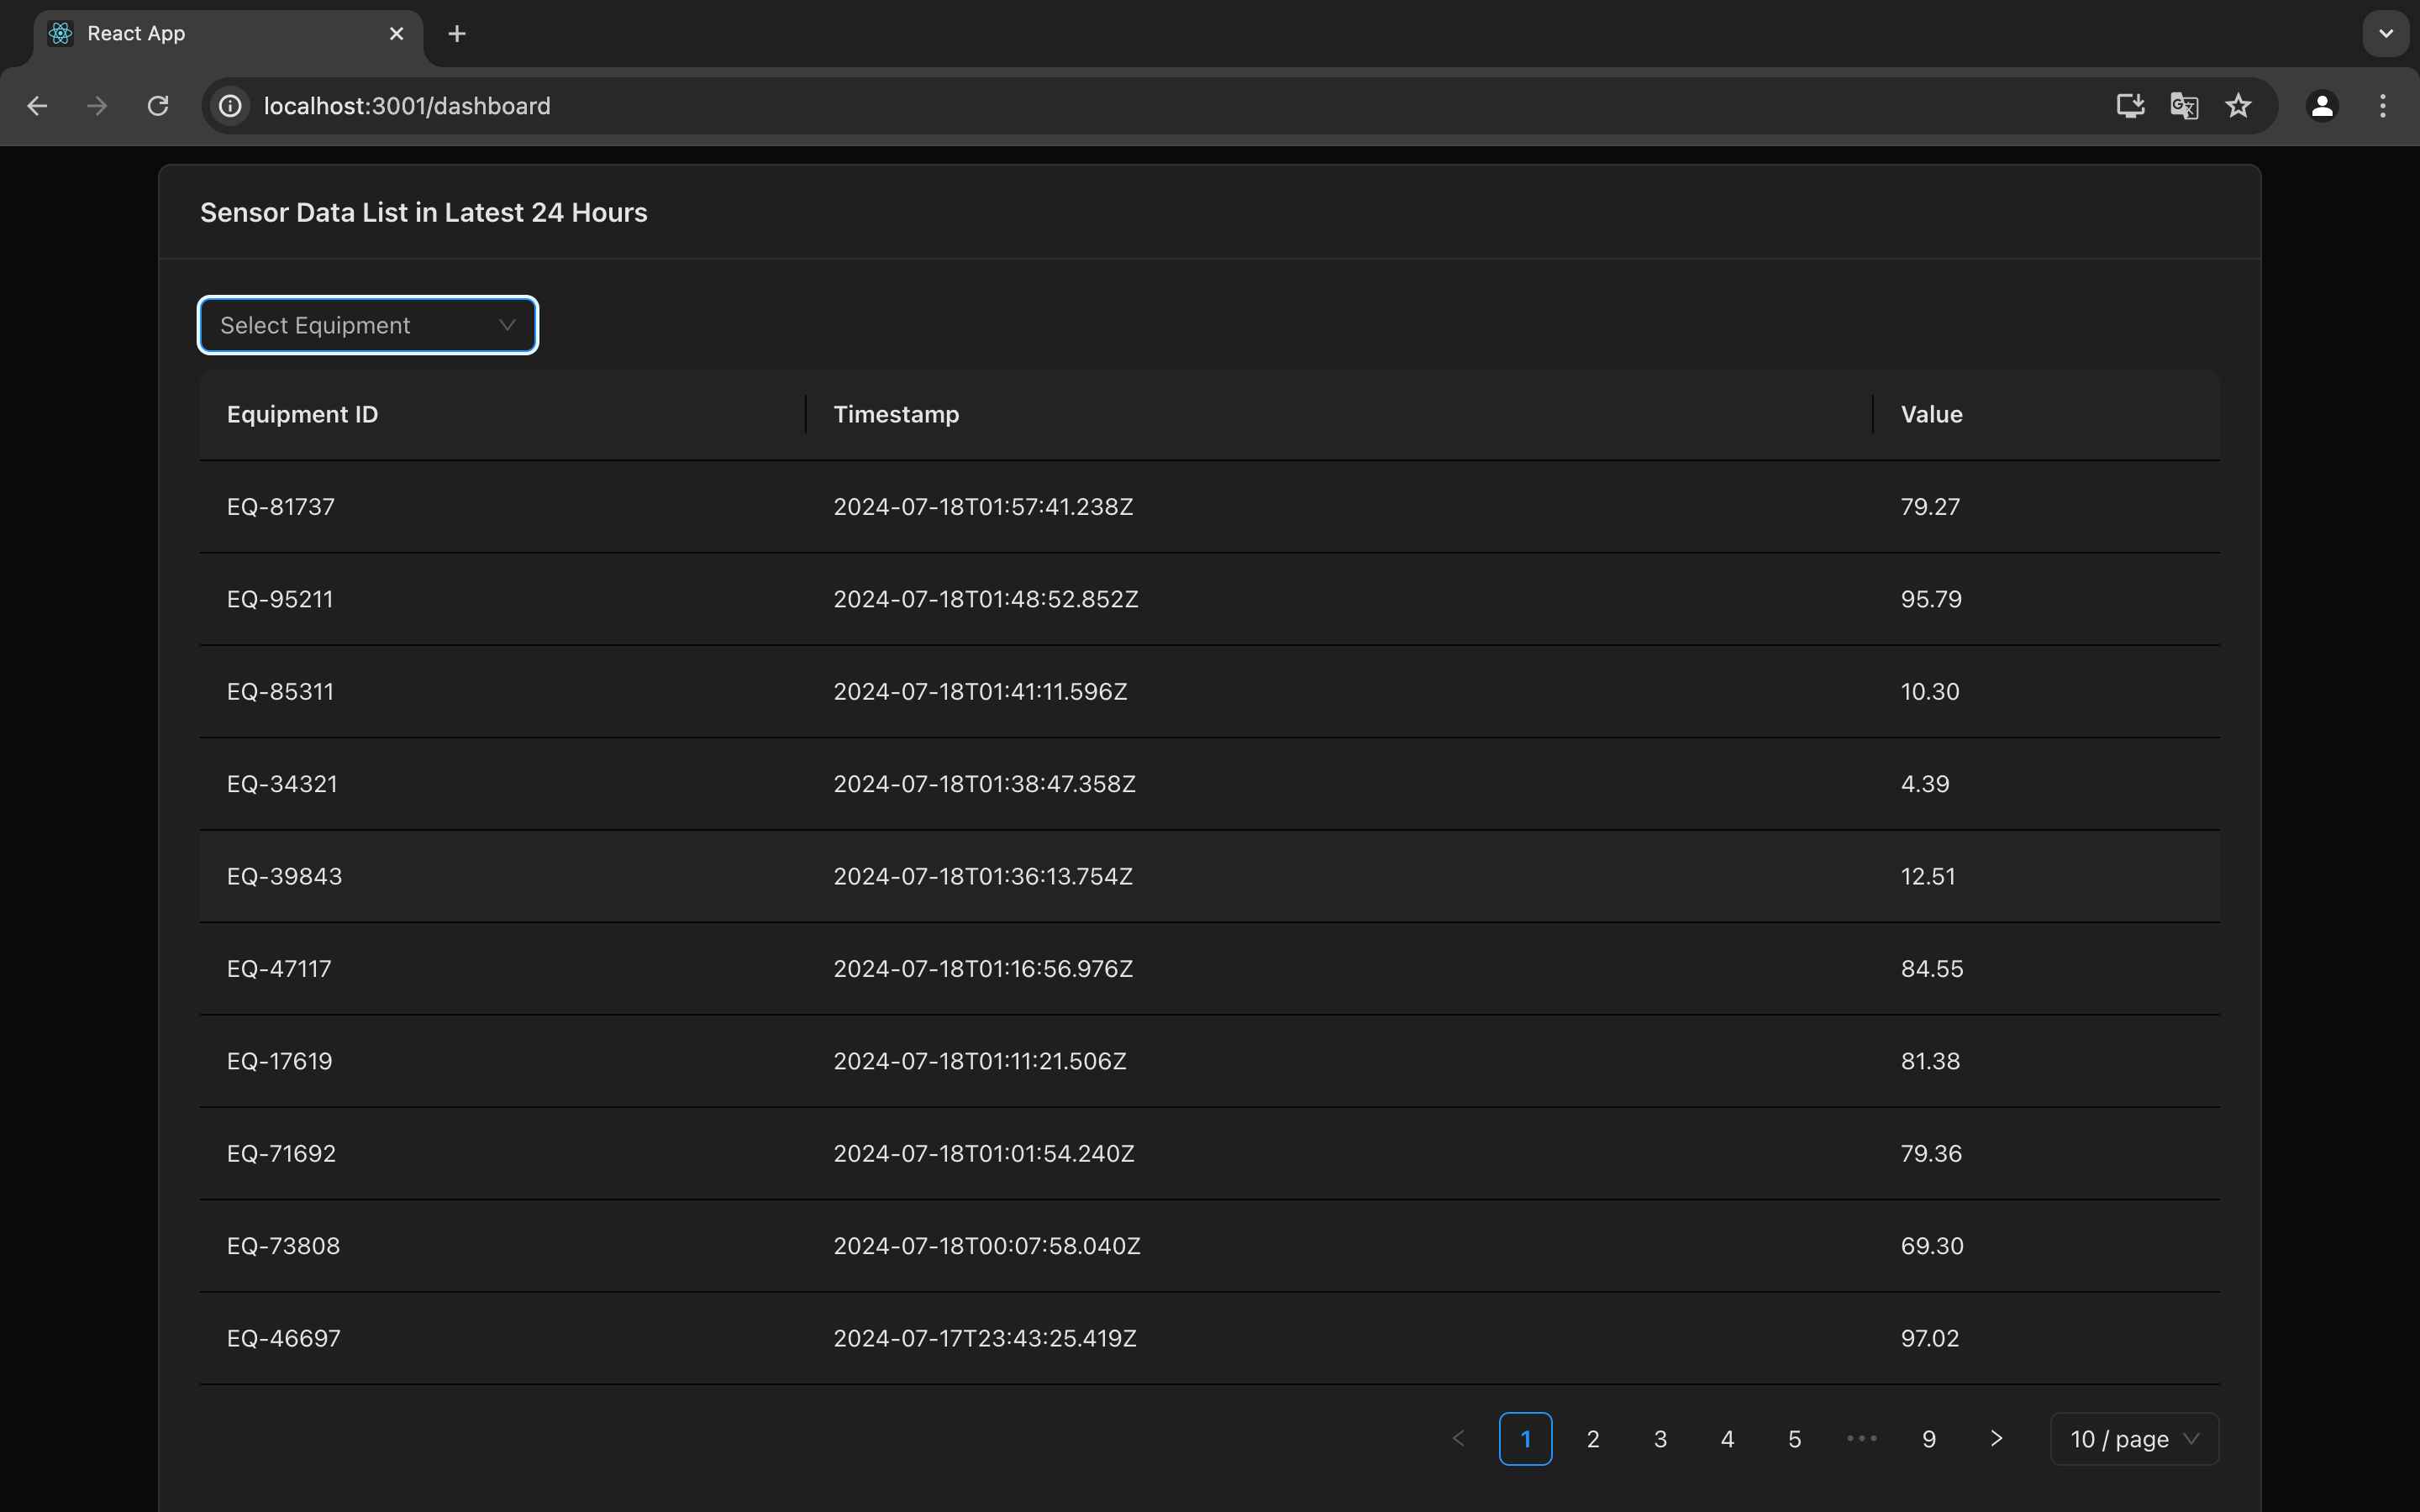 React App
localhost:3001/dashboard
Sensor Data List in Latest 24 Hours
Select Equipment
Equipment ID Timestamp Value
EQ-81737 2024-07-18T01:57:41.238Z 79.27
EQ-95211 2024-07-18T01:48:52.852Z 95.79
EQ-85311 2024-07-18T01:41:11.596Z 10.30
EQ-34321 2024-07-18T01:38:47.358Z 4.39
EQ-39843 2024-07-18T01:36:13.754Z 12.51
EQ-47117 2024-07-18T01:16:56.976Z 84.55
EQ-17619 2024-07-18T01:11:21.506Z 81.38
EQ-71692 2024-07-18T01:01:54.240Z 79.36
EQ-73808 2024-07-18T00:07:58.040Z 69.30
EQ-46697 2024-07-17T23:43:25.419Z 97.02
1 2 3 4 5 ••• 9 10 / page